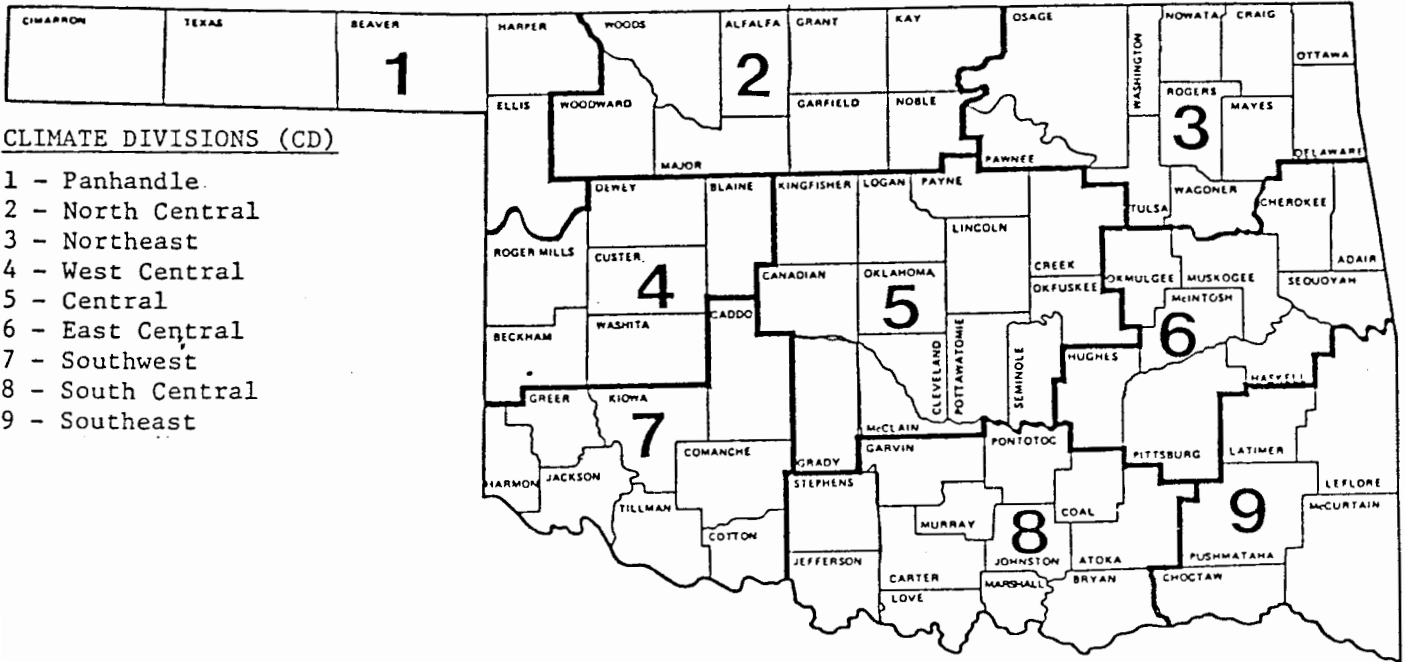 CIMARRON TEXAS BEAVER HARPER WOODS ALFALFA GRANT KAY OSAGE WASHINGTON NOWATA CRAIG
OTTAWA
1 2
ELLIS WOODWARD GARFIELD NOBLE ROGERS MAYES
3
CLIMATE DIVISIONS (CD)
MAJOR PAWNEE DELAWARE
1 - Panhandle
2 - North Central
3 - Northeast
4 - West Central
5 - Central
6 - East Central
7 - Southwest
8 - South Central
9 - Southeast
DEWEY BLAINE KINGFISHER LOGAN PAYNE WAGONER
TULSA CHEROKEE
LINCOLN
ROGER MILLS CUSTER CREEK ADAIR
CANADIAN OKLAHOMA OKMULGEE MUSKOGEE SEQUOYAH
4 5 OKFUSKEE McINTOSH
6
WASHITA CADDO
BECKHAM CLEVELAND POTTAWATOMIE SEMINOLE HUGHES
HASKELL
GREER KIOWA
7
McCLAIN PONTOTOC
COMANCHE GARVIN PITTSBURG LATIMER
GRADY
HARMON JACKSON STEPHENS LEFLORE
TILLMAN COAL 9 McCURTAIN
MURRAY 8
COTTON
JEFFERSON JOHNSTON ATOKA PUSHMATAHA
CARTER MARSHALL BRYAN CHOCTAW
LOVE